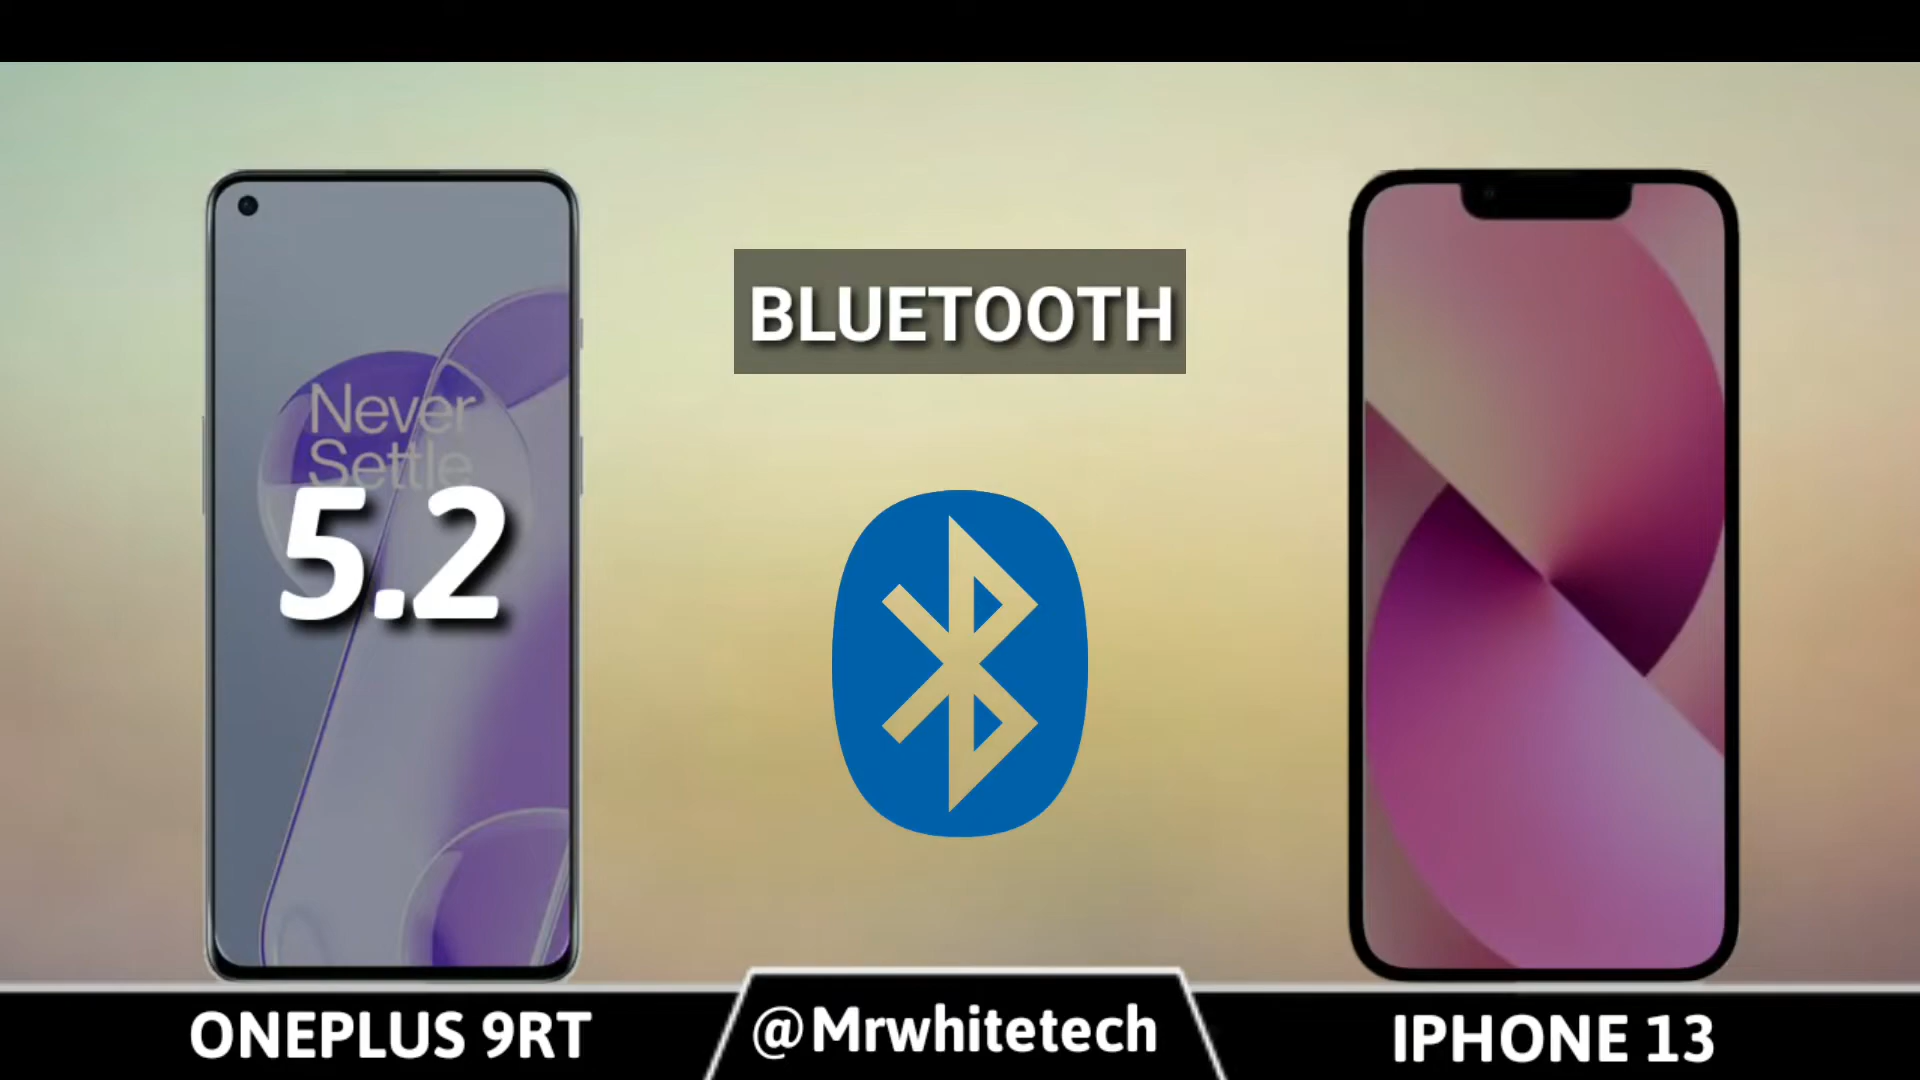 BLUETOOTH
Never
Settle
5.2
ONEPLUS 9RT
@Mrwhitetech
IPHONE 13